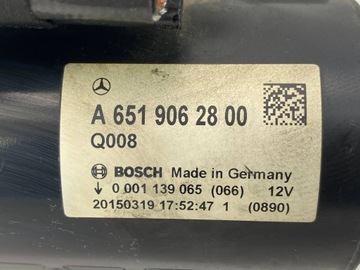 A 651 906 28 00
Q008
BOSCH Made in Germany
↓ 0 001 139 065 (066) 12V
20150319 17:52:47 1 (0890)